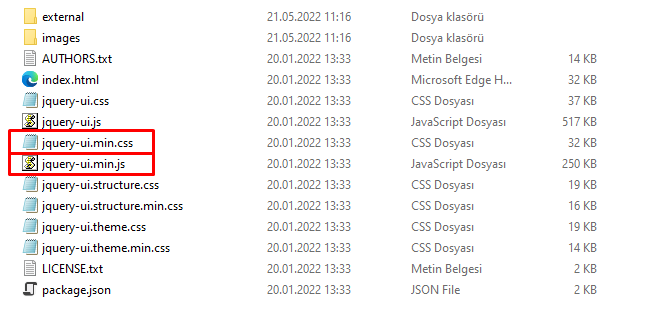 external 21.05.2022 11:16 Dosya klasörü
images 21.05.2022 11:16 Dosya klasörü
AUTHORS.txt 20.01.2022 13:33 Metin Belgesi 14 KB
index.html 20.01.2022 13:33 Microsoft Edge H... 32 KB
jquery-ui.css 20.01.2022 13:33 CSS Dosyası 37 KB
jquery-ui.js 20.01.2022 13:33 JavaScript Dosyası 517 KB
jquery-ui.min.css 20.01.2022 13:33 CSS Dosyası 32 KB
jquery-ui.min.js 20.01.2022 13:33 JavaScript Dosyası 250 KB
jquery-ui.structure.css 20.01.2022 13:33 CSS Dosyası 19 KB
jquery-ui.structure.min.css 20.01.2022 13:33 CSS Dosyası 16 KB
jquery-ui.theme.css 20.01.2022 13:33 CSS Dosyası 19 KB
jquery-ui.theme.min.css 20.01.2022 13:33 CSS Dosyası 14 KB
LICENSE.txt 20.01.2022 13:33 Metin Belgesi 2 KB
package.json 20.01.2022 13:33 JSON File 2 KB